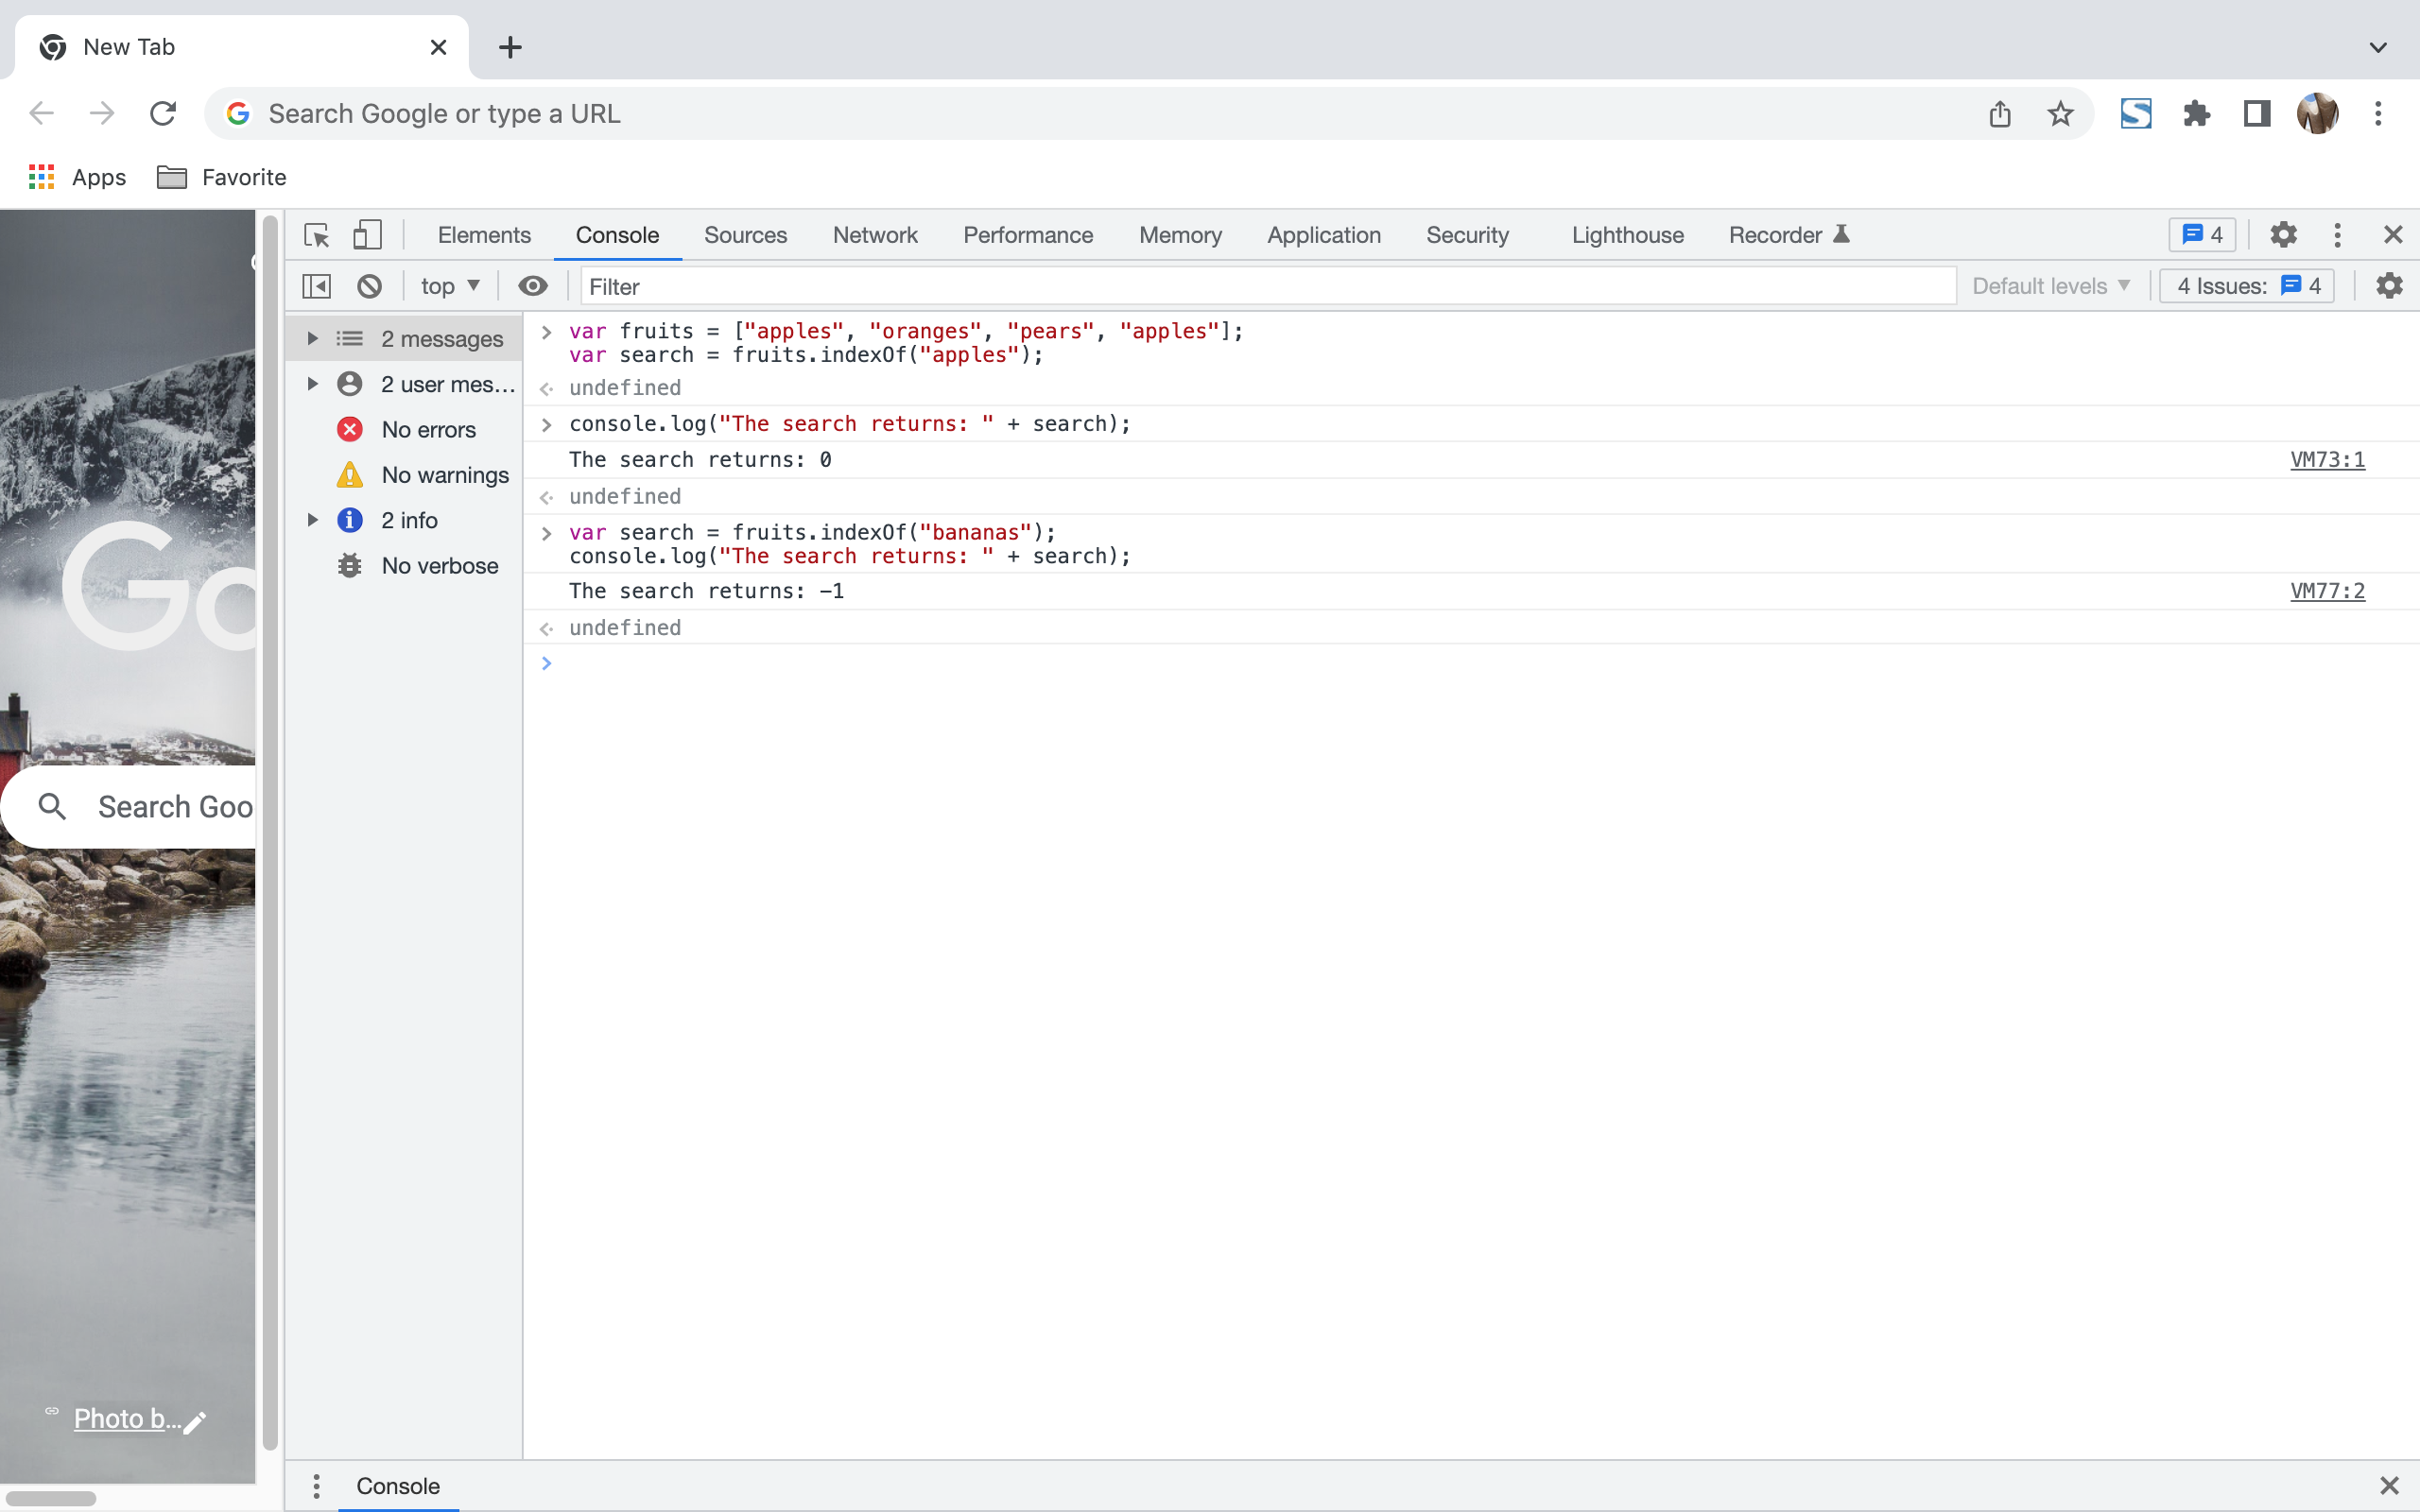 New Tab
Search Google or type a URL
Apps
Favorite
Elements
Console
Sources
Network
Performance
Memory
Application
Security
Lighthouse
Recorder
4
top
Filter
Default levels
4 Issues: 4
2 messages
2 user mes...
No errors
No warnings
2 info
No verbose
var fruits = ["apples", "oranges", "pears", "apples"];
var search = fruits.indexOf("apples");
undefined
console.log("The search returns: " + search);
The search returns: 0 VM73:1
undefined
var search = fruits.indexOf("bananas");
console.log("The search returns: " + search);
The search returns: -1 VM77:2
undefined
Go
Search Goo
Photo b...
Console